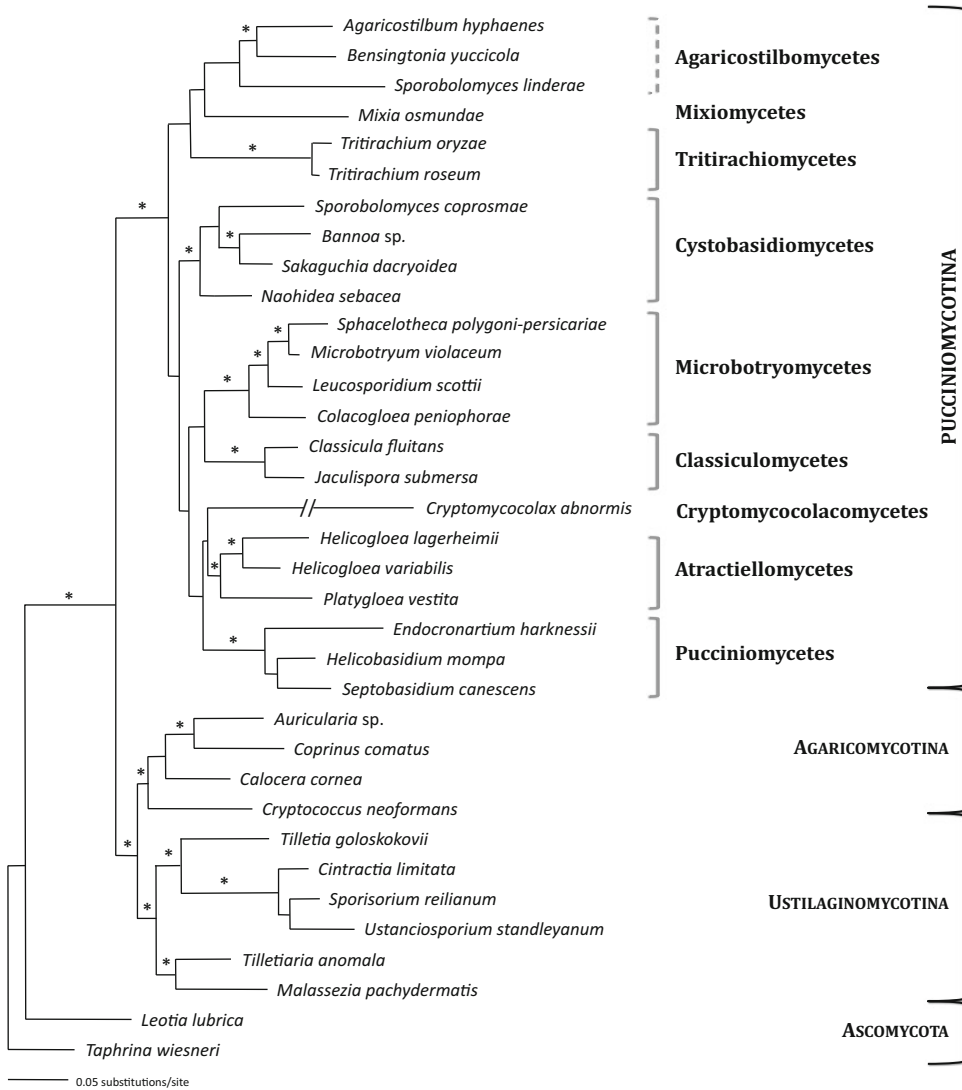 Agaricostilbum hyphaenes
Bensingtonia yuccicola
Agaricostilbomycetes
Sporobolomyces linderae
Mixia osmundae
Mixiomycetes
Tritirachium oryzae
Tritirachiomycetes
Tritirachium roseum
Sporobolomyces coprosmae
Bannoa sp.
Cystobasidiomycetes
Sakaguchia dacryoidea
Naohidea sebacea
PUCCINIOMYCOTINA
Sphacelotheca polygoni-persicariae
Microbotryum violaceum
Microbotryomycetes
Leucosporidium scottii
Colacogloea peniophorae
Classicula fluitans
Classiculomycetes
Jaculispora submersa
Cryptomycocolax abnormis
Cryptomycocolacomycetes
Helicogloea lagerheimii
Helicogloea variabilis
Atractiellomycetes
Platygloea vestita
Endocronartium harknessii
Helicobasidium mompa
Pucciniomycetes
Septobasidium canescens
Auricularia sp.
Coprinus comatus
AGARICOMYCOTINA
Calocera cornea
Cryptococcus neoformans
Tilletia goloskokovii
Cintractia limitata
Sporisorium reilianum
USTILAGINOMYCOTINA
Ustanciosporium standleyanum
Tilletiaria anomala
Malassezia pachydermatis
Leotia lubrica
ASCOMYCOTA
Taphrina wiesneri
0.05 substitutions/site